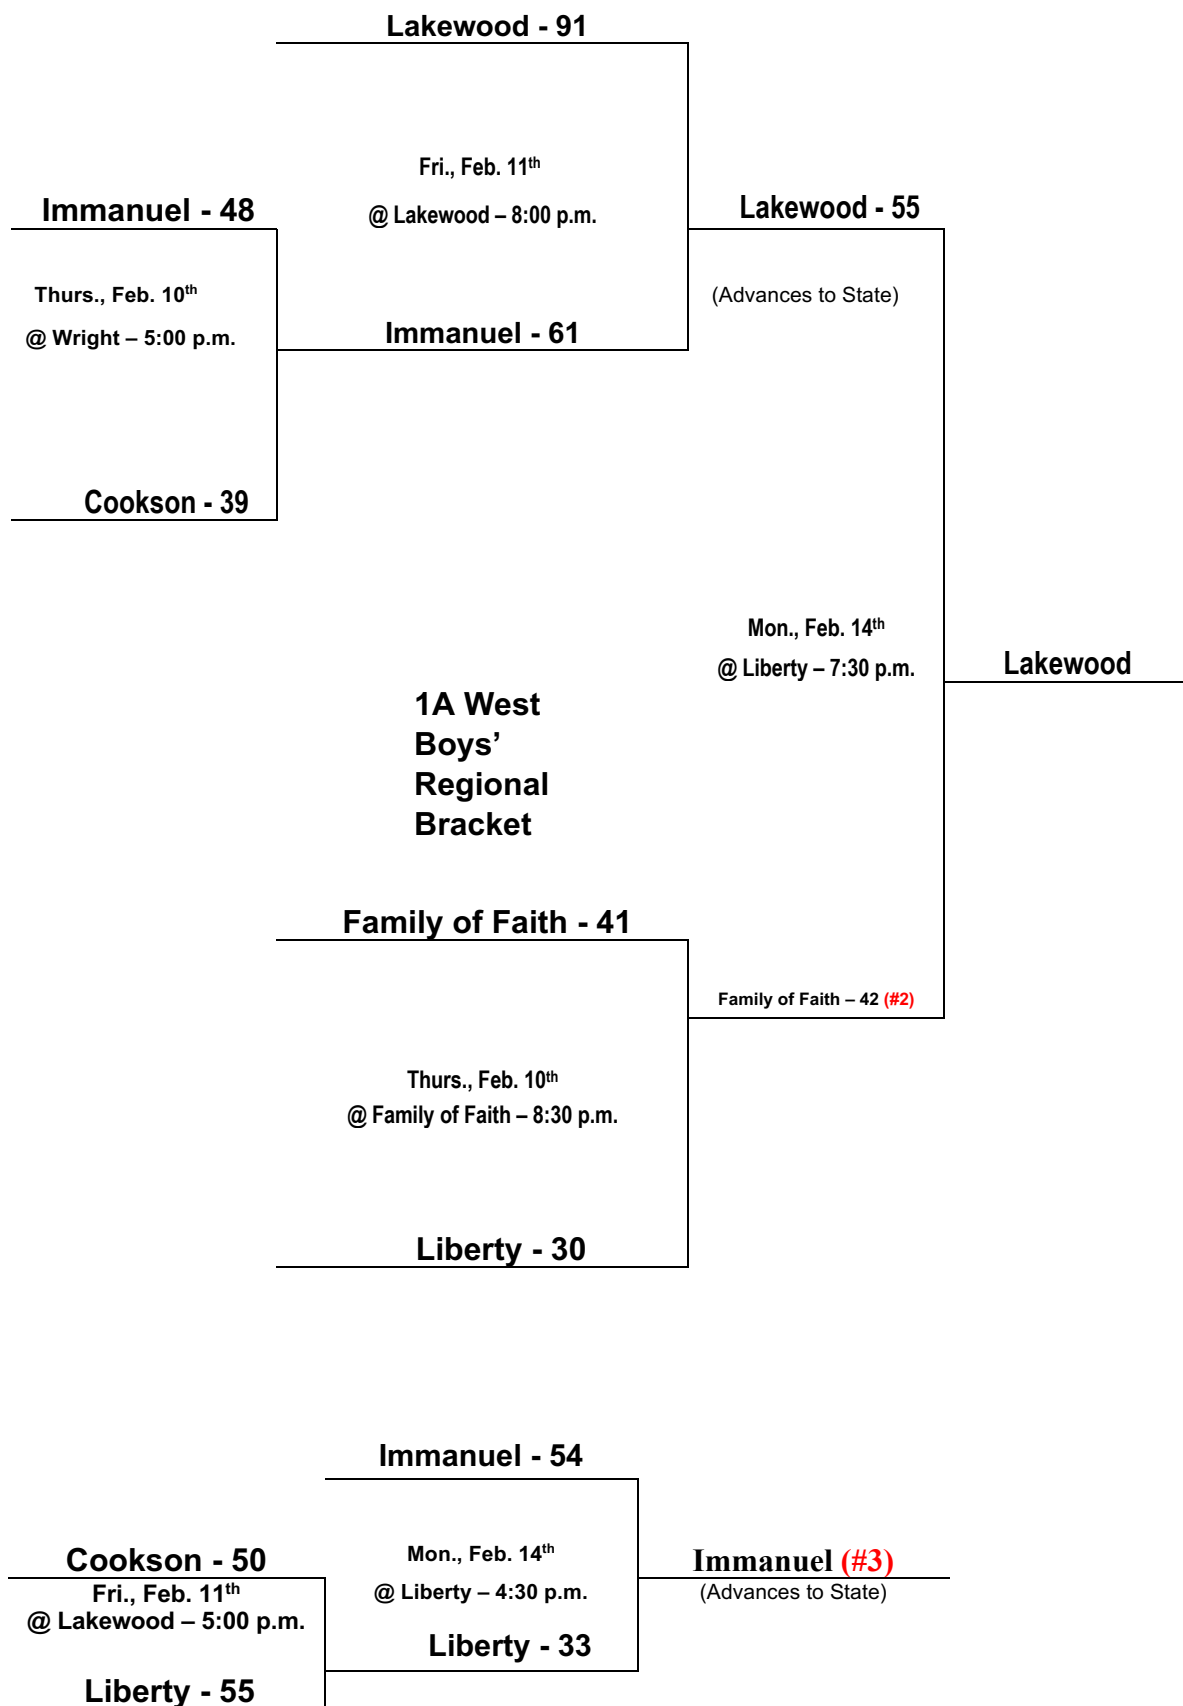 Lakewood - 91
Fri., Feb. 11th
@ Lakewood – 8:00 p.m.
Immanuel - 48
Lakewood - 55
Thurs., Feb. 10th
@ Wright – 5:00 p.m.
(Advances to State)
Immanuel - 61
Cookson - 39
Mon., Feb. 14th
@ Liberty – 7:30 p.m.
Lakewood
1A West
Boys’
Regional
Bracket
Family of Faith - 41
Family of Faith – 42 (#2)
Thurs., Feb. 10th
@ Family of Faith – 8:30 p.m.
Liberty - 30
Immanuel - 54
Cookson - 50
Fri., Feb. 11th
@ Lakewood – 5:00 p.m.
Mon., Feb. 14th
@ Liberty – 4:30 p.m.
Immanuel (#3)
(Advances to State)
Liberty - 33
Liberty - 55